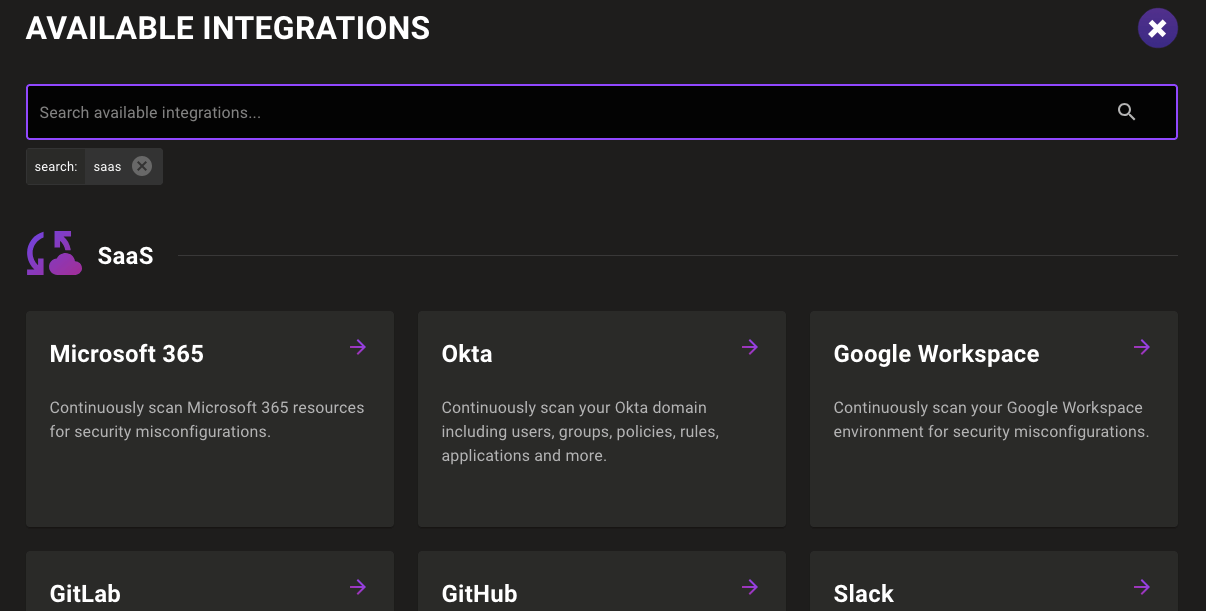 AVAILABLE INTEGRATIONS
Search available integrations...
search: saas
SaaS
Microsoft 365
Continuously scan Microsoft 365 resources
for security misconfigurations.
Okta
Continuously scan your Okta domain
including users, groups, policies, rules,
applications and more.
Google Workspace
Continuously scan your Google Workspace
environment for security misconfigurations.
GitLab
GitHub
Slack